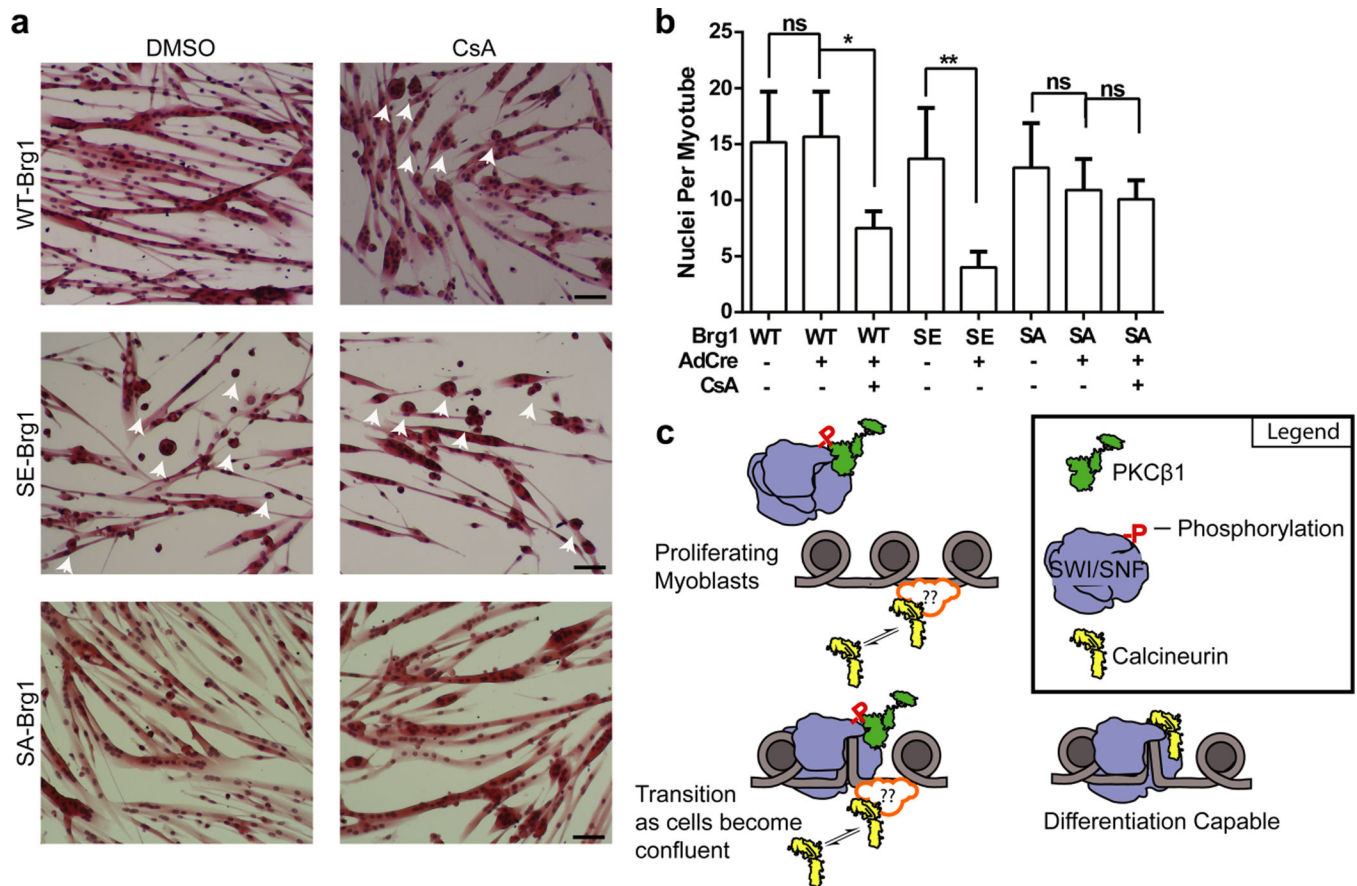 a
DMSO
CsA
WT-Brg1
SE-Brg1
SA-Brg1
b
Nuclei Per Myotube
25
20
15
10
5
0
ns
*
**
ns
ns
Brg1 WT WT WT SE SE SA SA SA
AdCre - + + - + - + +
CsA - - + - - - - +
c
P
Proliferating
Myoblasts
??
P
??
Transition
as cells become
confluent
Legend
PKCβ1
-P
Phosphorylation
SWI/SNF
Calcineurin
Differentiation Capable